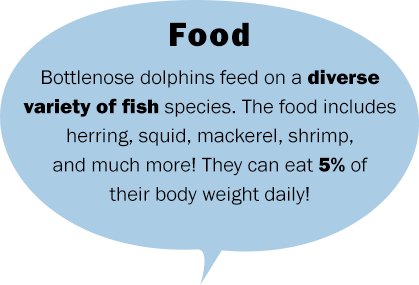 Food
Bottlenose dolphins feed on a diverse
variety of fish species. The food includes
herring, squid, mackerel, shrimp,
and much more! They can eat 5% of
their body weight daily!